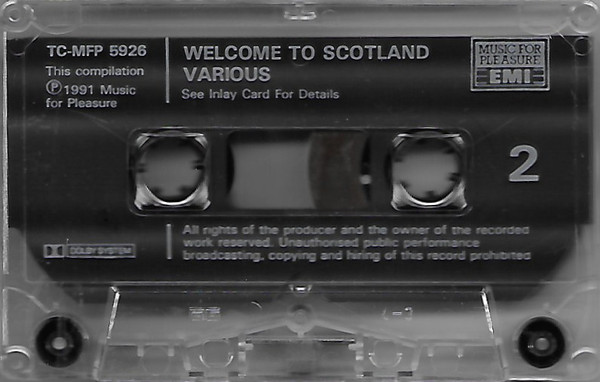 TC-MFP 5926
This compilation
Ⓟ1991 Music
for Pleasure
WELCOME TO SCOTLAND
VARIOUS
See Inlay Card For Details
MUSIC FOR
PLEASURE
EMI
2
DOLBY SYSTEM
All rights of the producer and the owner of the recorded
work reserved. Unauthorised public performance
broadcasting, copying and hiring of this record prohibited